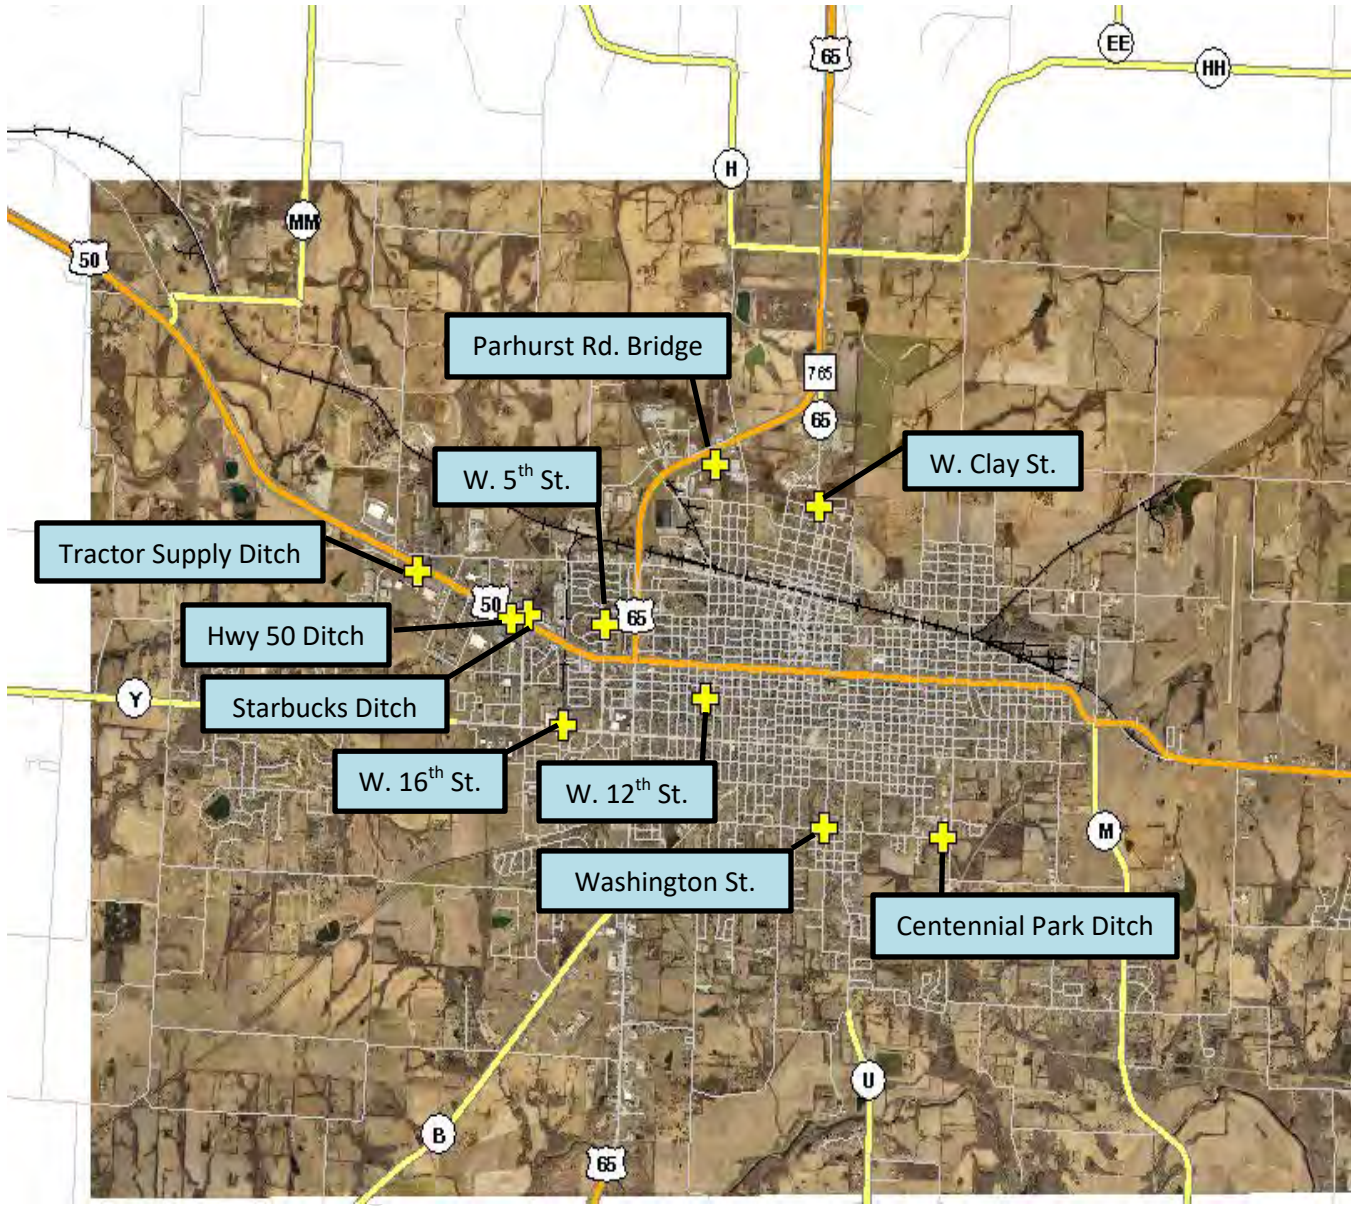 65
EE
HH
H
MM
50
Parhurst Rd. Bridge
765
65
W. 5th St.
W. Clay St.
Tractor Supply Ditch
50
65
Hwy 50 Ditch
Starbucks Ditch
Y
W. 16th St.
W. 12th St.
M
Washington St.
Centennial Park Ditch
U
B
65